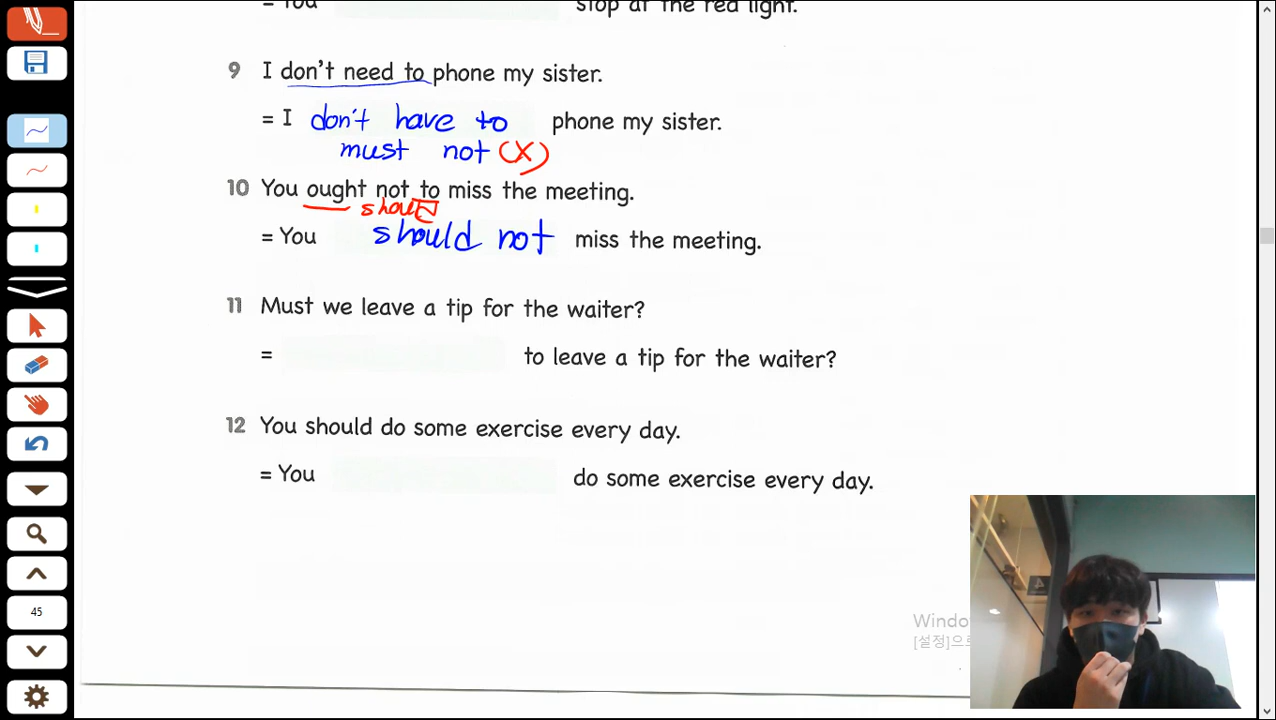 = You stop at the red light.
9 I don't need to phone my sister.
= I don't have to phone my sister.
must not (X)
10 You ought not to miss the meeting.
= You should not miss the meeting.
11 Must we leave a tip for the waiter?
= to leave a tip for the waiter?
12 You should do some exercise every day.
= You do some exercise every day.
45
Windo
[설정]으로